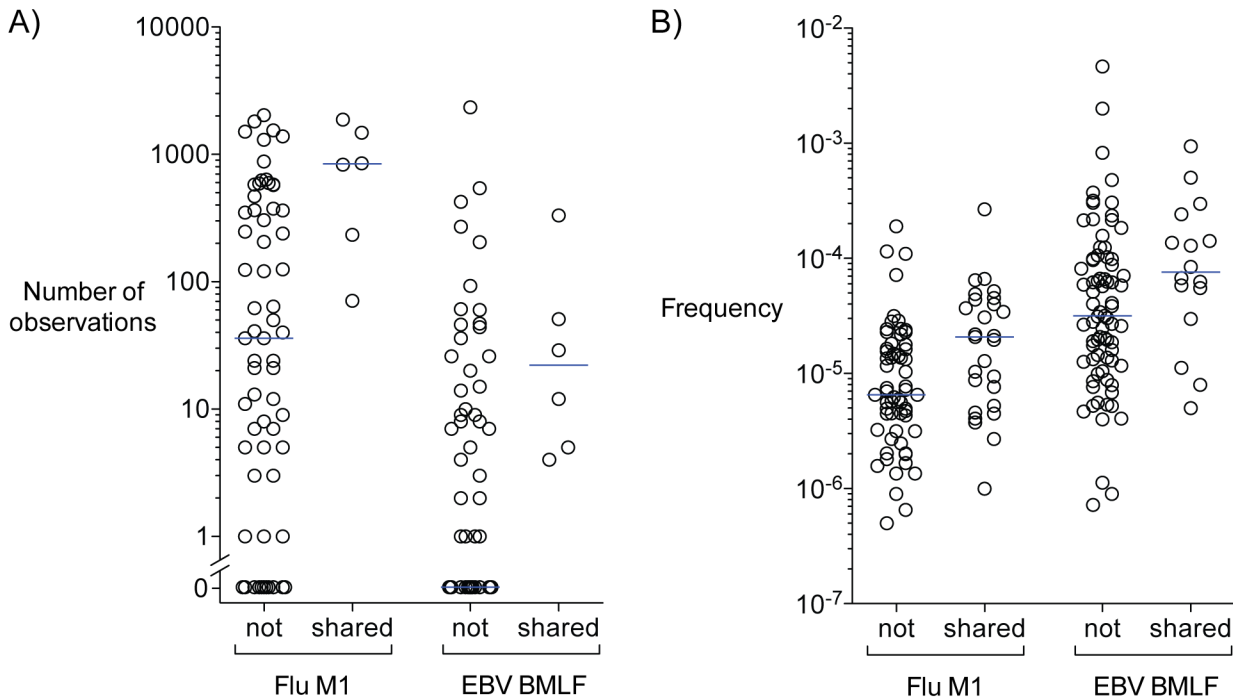 A)
Number of
observations
10000
1000
100
10
1
0
not shared not shared
Flu M1 EBV BMLF
B)
Frequency
10-2
10-3
10-4
10-5
10-6
10-7
not shared not shared
Flu M1 EBV BMLF